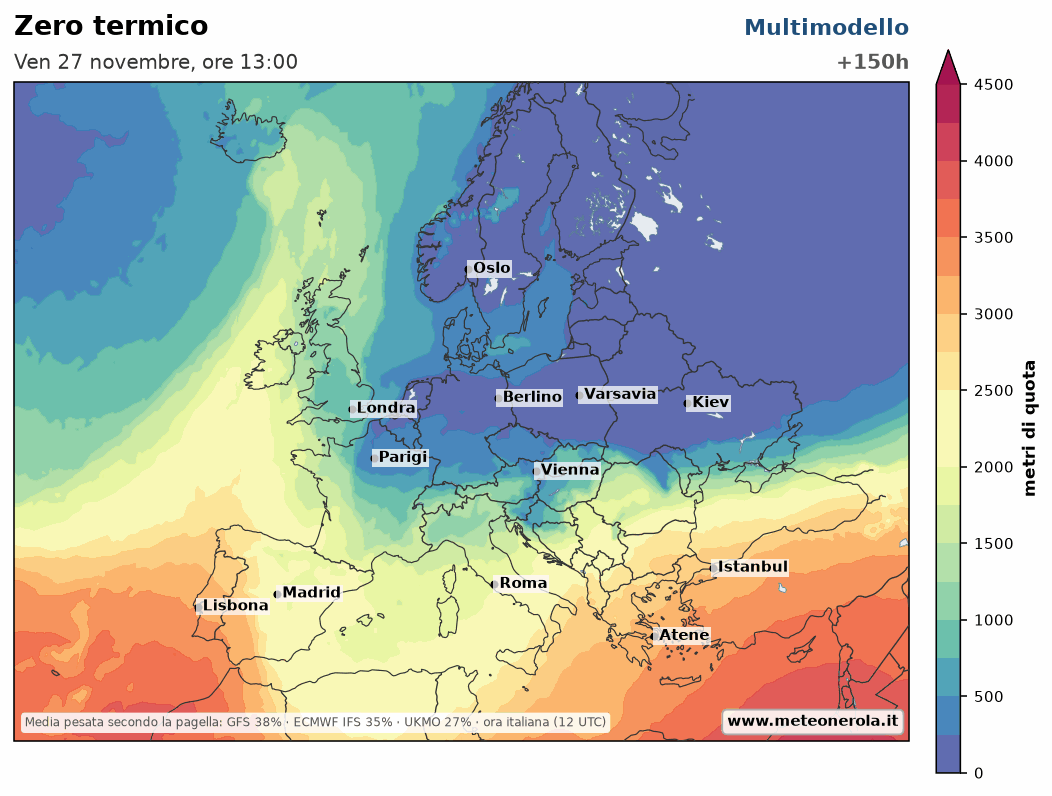 Zero termico
Multimodello
Ven 27 novembre, ore 13:00
+150h
4500
4000
3500
3000
2500
2000
1500
1000
500
0
metri di quota
Oslo
Berlino
Varsavia
Kiev
Londra
Parigi
Vienna
Istanbul
Roma
Madrid
Lisbona
Atene
Media pesata secondo la pagella: GFS 38% · ECMWF IFS 35% · UKMO 27% · ora italiana (12 UTC)
www.meteonerola.it